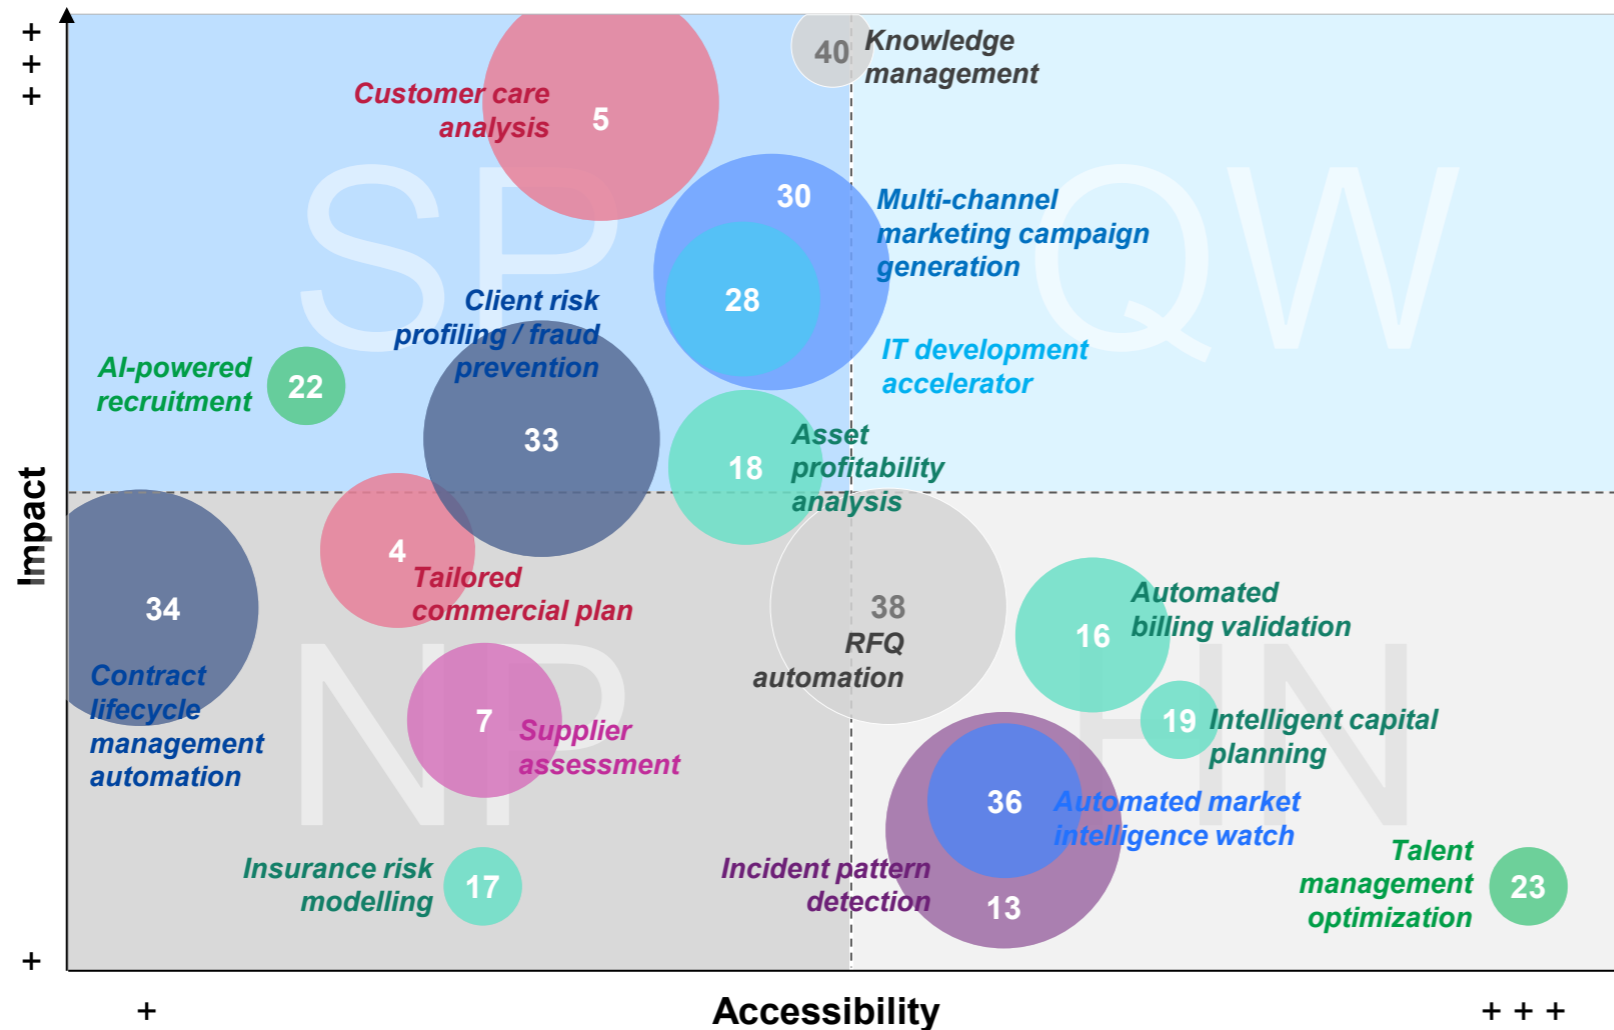 +
+
+
40
Knowledge
management
Customer care
analysis
5
SP
QW
30
Multi-channel
marketing campaign
generation
28
Client risk
profiling / fraud
prevention
IT development
accelerator
AI-powered
recruitment
22
33
18
Asset
profitability
analysis
Impact
4
Tailored
commercial plan
34
38
RFQ
automation
16
Automated
billing validation
NP
HN
Contract
lifecycle
management
automation
7
Supplier
assessment
19
Intelligent capital
planning
36
Automated market
intelligence watch
Insurance risk
modelling
17
Incident pattern
detection
13
Talent
management
optimization
23
+
+
Accessibility
+ + +